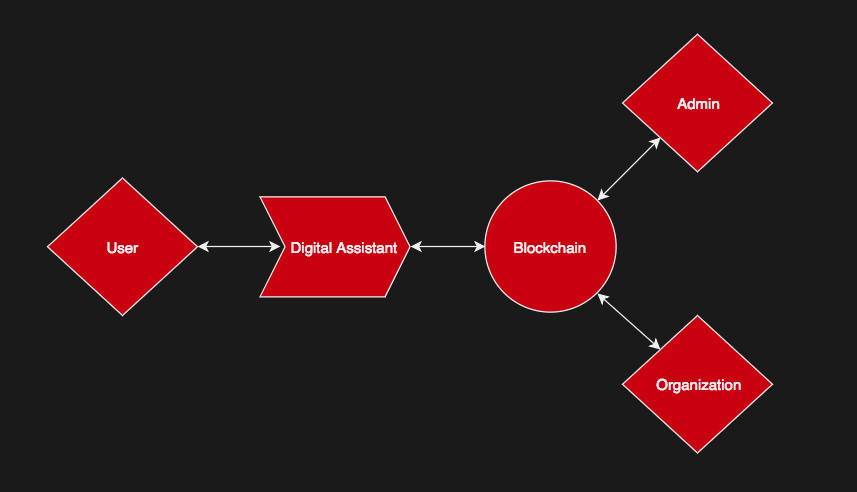 Admin
User
Digital Assistant
Blockchain
Organization